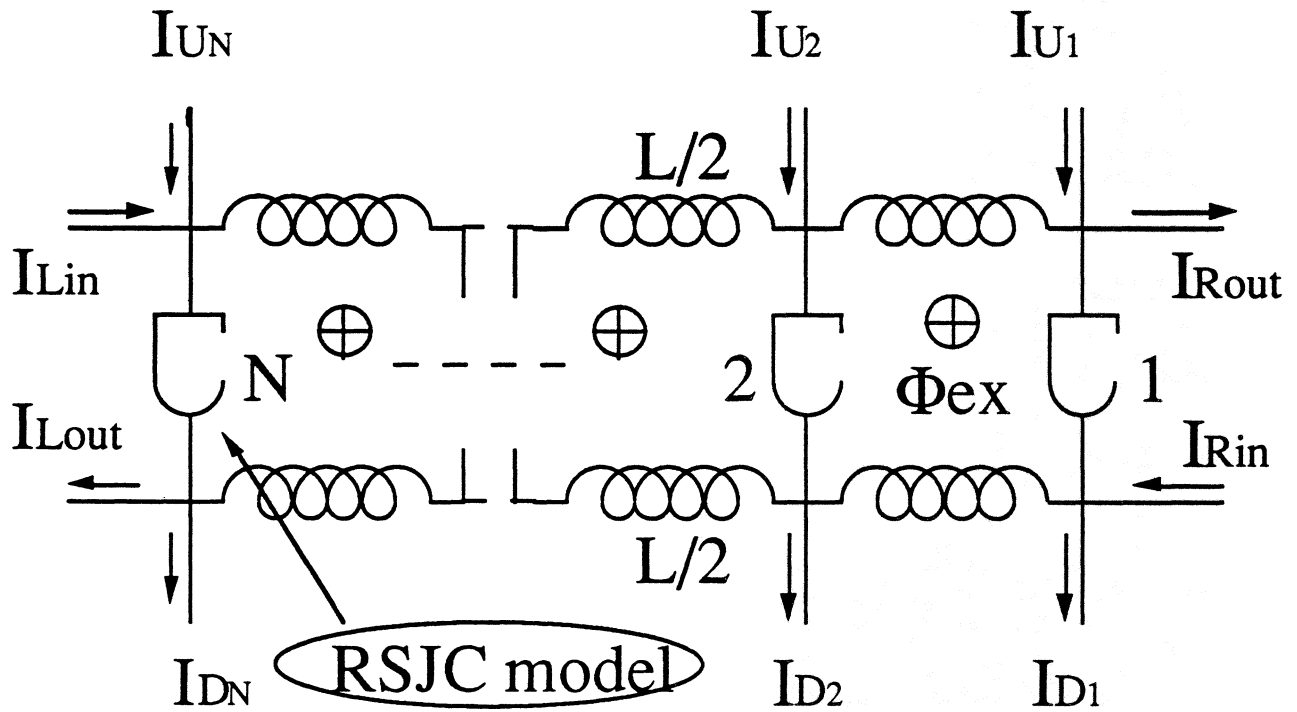 IUN IU2 IU1
L/2
ILin IRout
N 2 Φex 1
ILout IRin
L/2
IDN RSJC model ID2 ID1